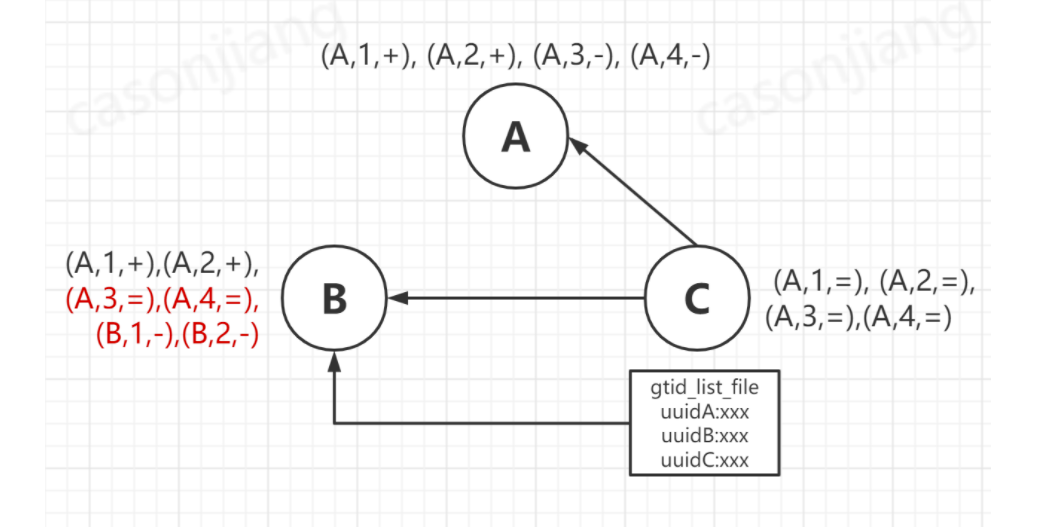 casonjiang
casonjiang
(A,1,+), (A,2,+), (A,3,-), (A,4,-)
A
(A,1,+),(A,2,+),
(A,3,=),(A,4,=),
(B,1,-),(B,2,-)
B
C
(A,1,=), (A,2,=),
(A,3,=),(A,4,=)
gtid_list_file
uuidA:xxx
uuidB:xxx
uuidC:xxx